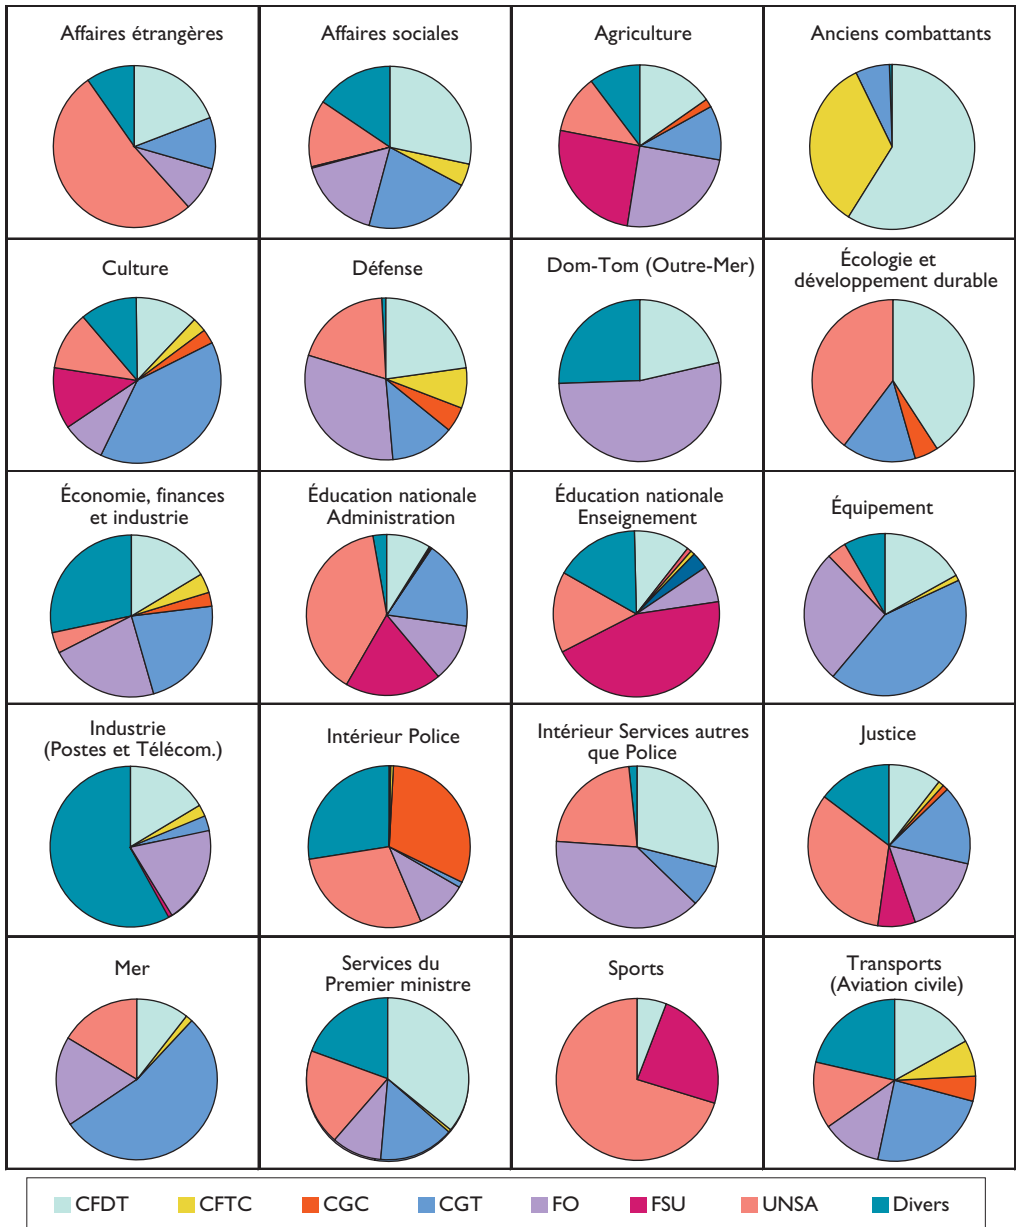 Affaires étrangères
Affaires sociales
Agriculture
Anciens combattants
Culture
Défense
Dom-Tom (Outre-Mer)
Écologie et
développement durable
Économie, finances
et industrie
Éducation nationale
Administration
Éducation nationale
Enseignement
Équipement
Industrie
(Postes et Télécom.)
Intérieur Police
Intérieur Services autres
que Police
Justice
Mer
Services du
Premier ministre
Sports
Transports
(Aviation civile)
CFDT CFTC CGC CGT FO FSU UNSA Divers